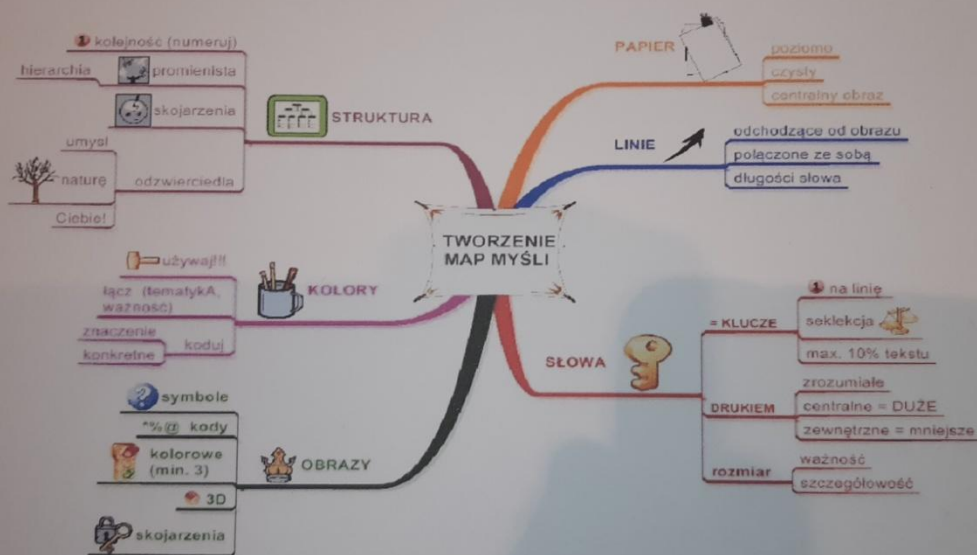 TWORZENIE
MAP MYŚLI
PAPIER
poziomo
czysty
centralny obraz
LINIE
odchodzące od obrazu
połączone ze sobą
długości słowa
SŁOWA
= KLUCZE
1 na linię
seklekcja
max. 10% tekstu
DRUKIEM
zrozumiałe
centralne = DUŻE
zewnętrzne = mniejsze
rozmiar
ważność
szczegółowość
OBRAZY
? symbole
*%@ kody
kolorowe
(min. 3)
3D
skojarzenia
KOLORY
używaj!!!
łącz (tematykA,
ważność)
koduj
znaczenie
konkretne
STRUKTURA
1 kolejność (numeruj)
promienista
hierarchia
skojarzenia
odzwierciedla
umysł
naturę
Ciebie!